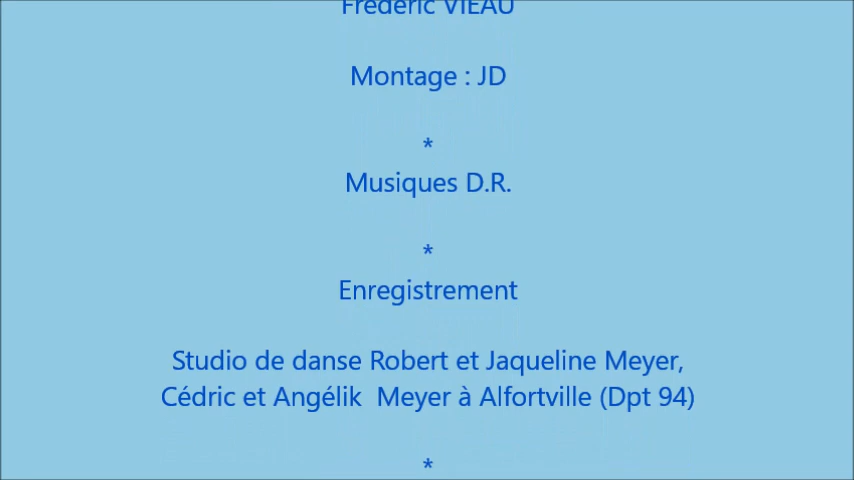 Frédéric VIEAU
Montage : JD
*
Musiques D.R.
*
Enregistrement
Studio de danse Robert et Jaqueline Meyer,
Cédric et Angélik  Meyer à Alfortville (Dpt 94)
*